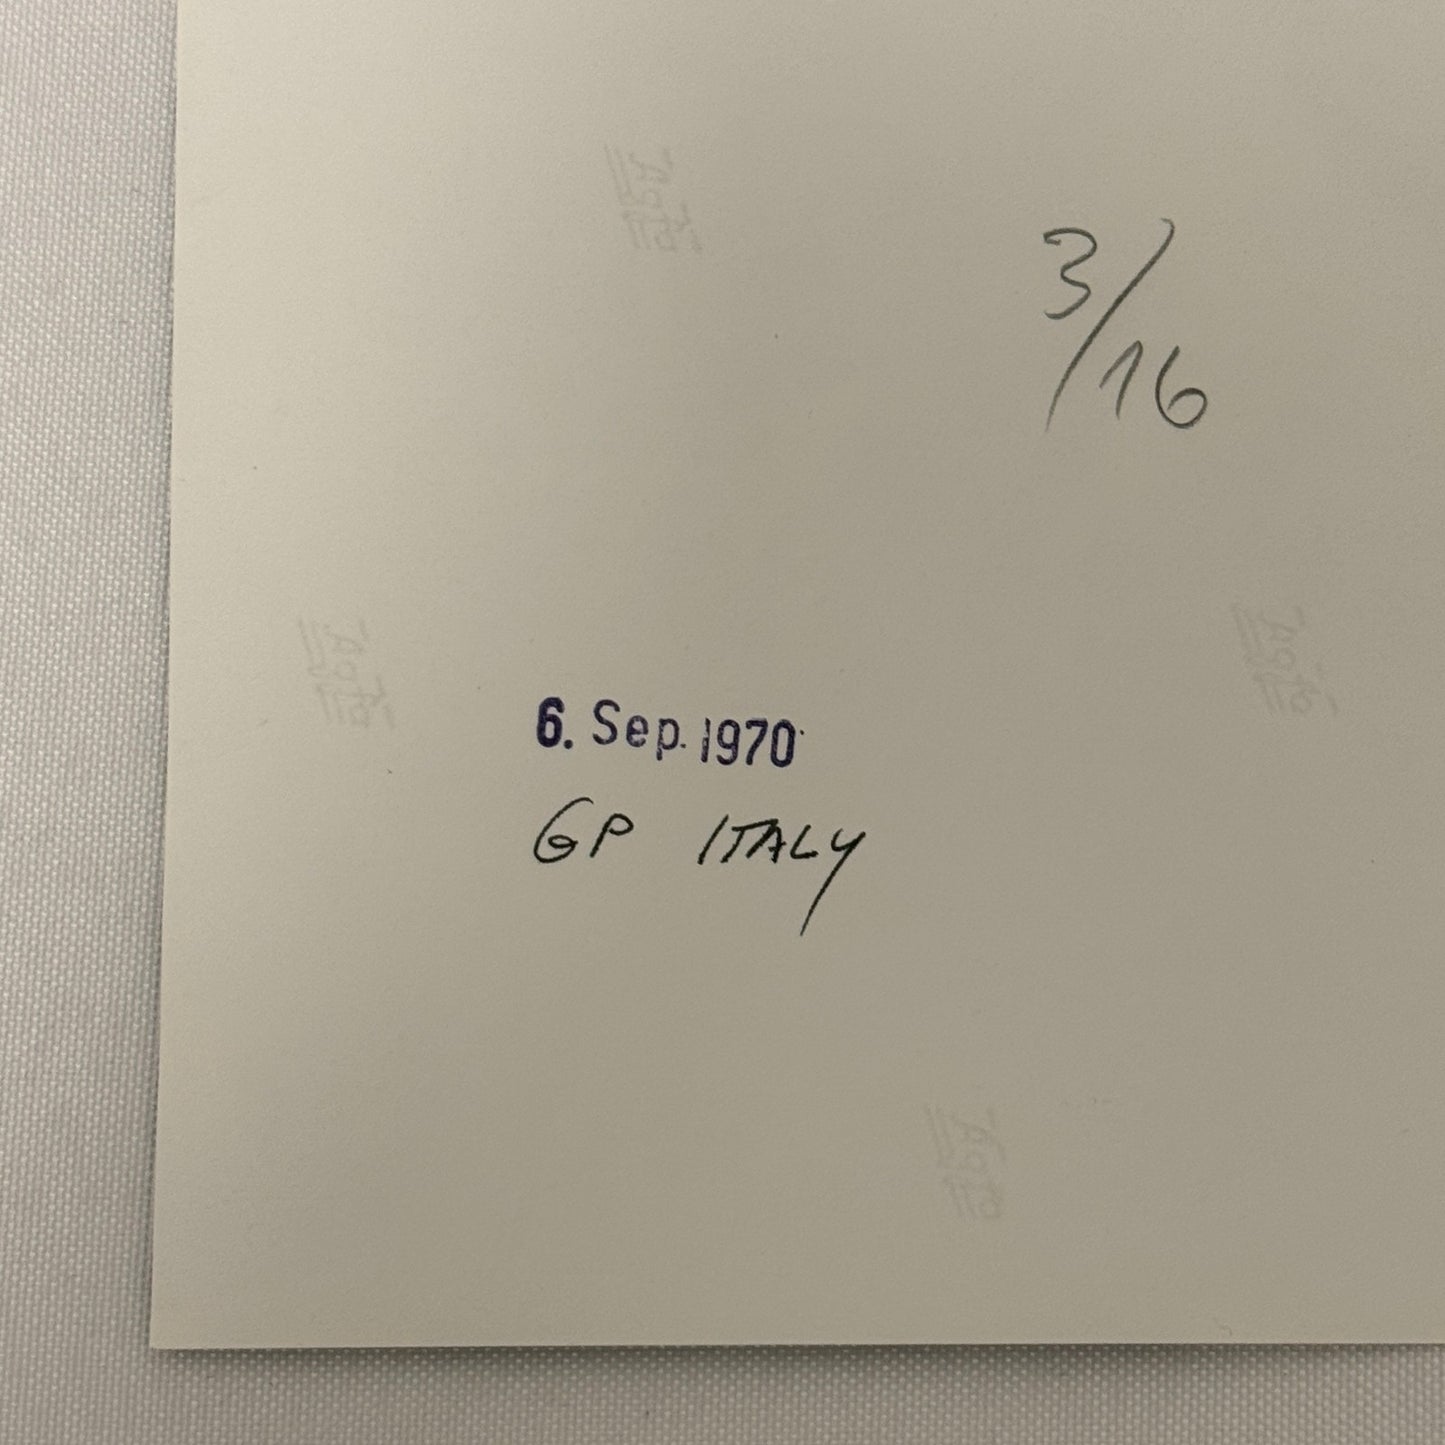 3/16
6. Sep. 1970
GP ITALY